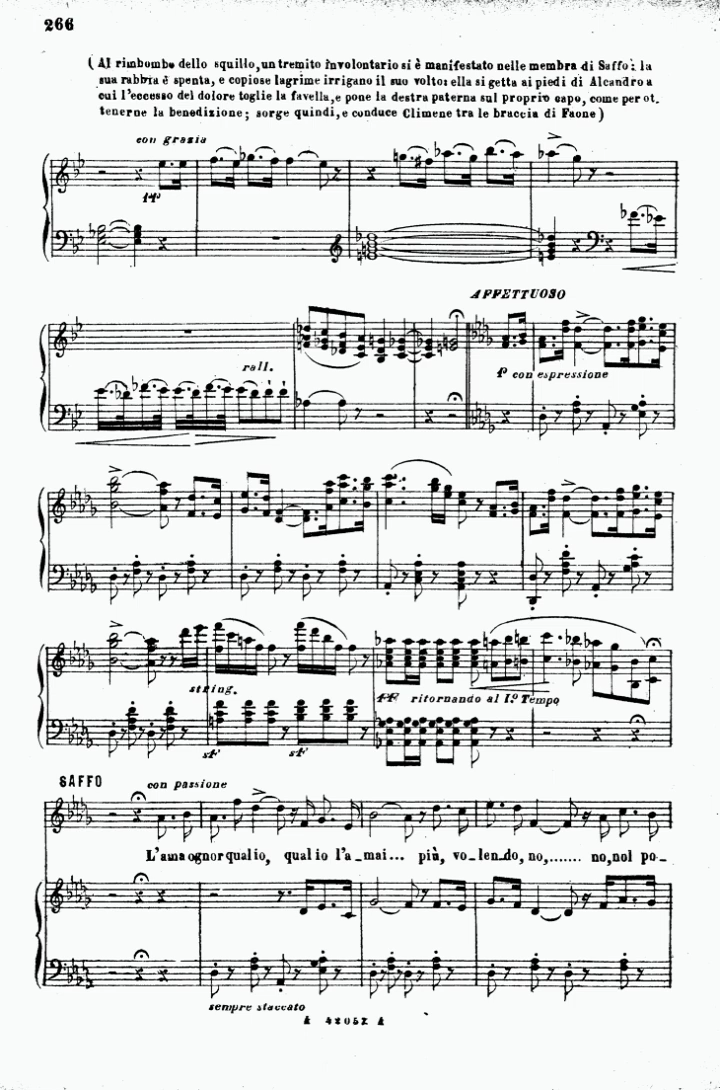 266
(Al rimbombo dello squillo, un tremito involontario si è manifestato nelle membra di Saffo: la
sua rabbia è spenta, e copiose lagrime irrigano il suo volto: ella si getta ai piedi di Alcandro a
cui l'eccesso del dolore toglie la favella, e pone la destra paterna sul proprio capo, come per ot.
tenerne la benedizione; sorge quindi, e conduce Climene tra le braccia di Faone)
con grazia
AFFETTUOSO
rall.
con espressione
string.
ritornando al I.º Tempo
SAFFO
con passione
L'ama ognor qual io, qual io l'a_mai... più, vo_len_do, no,....... no, nol po_
sempre staccato